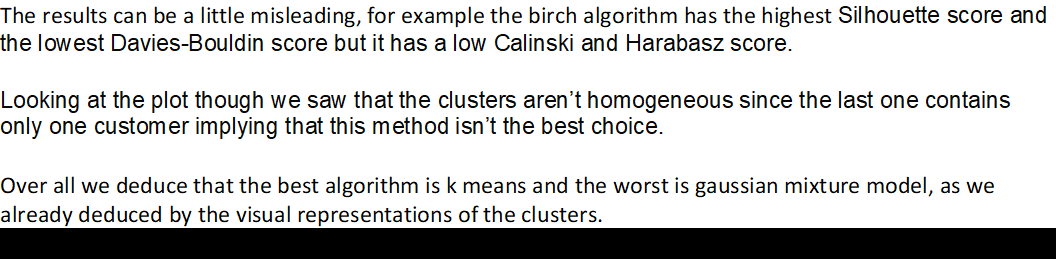 The results can be a little misleading, for example the birch algorithm has the highest Silhouette score and
the lowest Davies-Bouldin score but it has a low Calinski and Harabasz score.
Looking at the plot though we saw that the clusters aren’t homogeneous since the last one contains
only one customer implying that this method isn’t the best choice.
Over all we deduce that the best algorithm is k means and the worst is gaussian mixture model, as we
already deduced by the visual representations of the clusters.